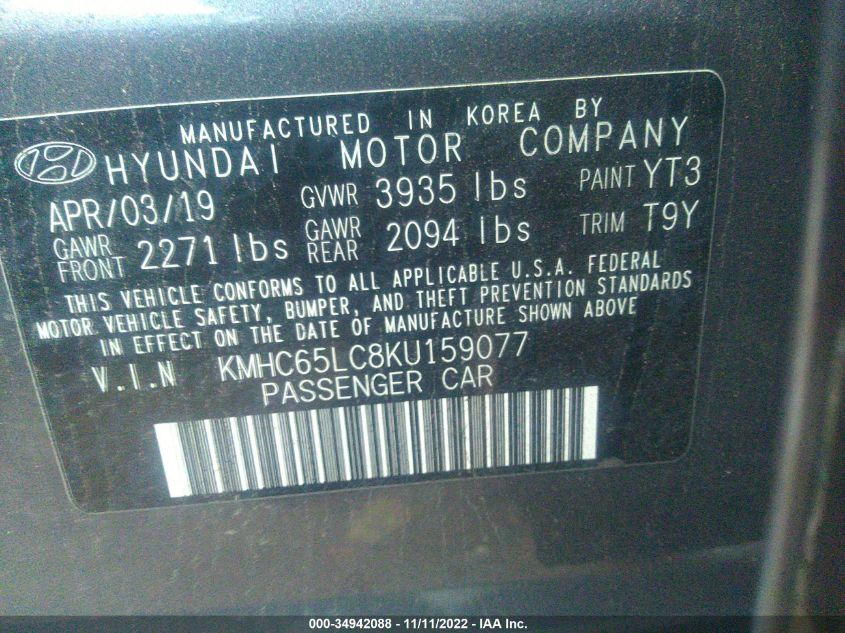 MANUFACTURED IN KOREA BY
HYUNDAI MOTOR COMPANY
APR/03/19 GVWR 3935 lbs PAINT YT3
GAWR FRONT 2271 lbs GAWR REAR 2094 lbs TRIM T9Y
THIS VEHICLE CONFORMS TO ALL APPLICABLE U.S.A. FEDERAL
MOTOR VEHICLE SAFETY, BUMPER, AND THEFT PREVENTION STANDARDS
IN EFFECT ON THE DATE OF MANUFACTURE SHOWN ABOVE
V.I.N KMHC65LC8KU159077
PASSENGER CAR
000-34942088 - 11/11/2022 - IAA Inc.